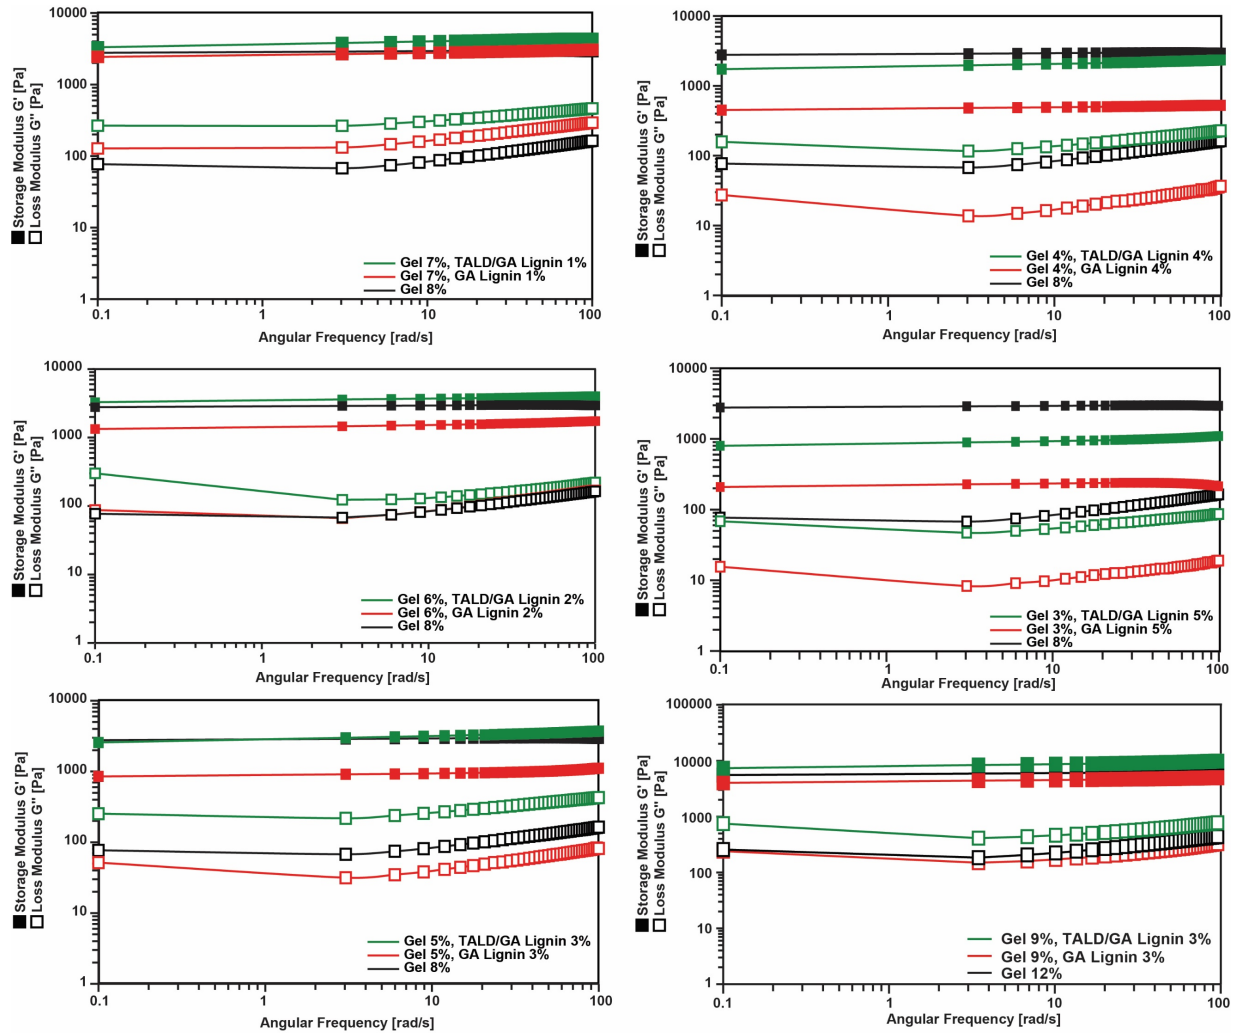 10000
1000
100
10
1
0.1
1
10
100
Storage Modulus G' [Pa]
Loss Modulus G'' [Pa]
Gel 7%, TALD/GA Lignin 1%
Gel 7%, GA Lignin 1%
Gel 8%
Angular Frequency [rad/s]
10000
1000
100
10
1
0.1
1
10
100
Storage Modulus G' [Pa]
Loss Modulus G'' [Pa]
Gel 4%, TALD/GA Lignin 4%
Gel 4%, GA Lignin 4%
Gel 8%
Angular Frequency [rad/s]
10000
1000
100
10
1
0.1
1
10
100
Storage Modulus G' [Pa]
Loss Modulus G'' [Pa]
Gel 6%, TALD/GA Lignin 2%
Gel 6%, GA Lignin 2%
Gel 8%
Angular Frequency [rad/s]
10000
1000
100
10
1
0.1
1
10
100
Storage Modulus G' [Pa]
Loss Modulus G'' [Pa]
Gel 3%, TALD/GA Lignin 5%
Gel 3%, GA Lignin 5%
Gel 8%
Angular Frequency [rad/s]
10000
1000
100
10
1
0.1
1
10
100
Storage Modulus G' [Pa]
Loss Modulus G'' [Pa]
Gel 5%, TALD/GA Lignin 3%
Gel 5%, GA Lignin 3%
Gel 8%
Angular Frequency [rad/s]
100000
10000
1000
100
10
1
0.1
1
10
100
Storage Modulus G' [Pa]
Loss Modulus G'' [Pa]
Gel 9%, TALD/GA Lignin 3%
Gel 9%, GA Lignin 3%
Gel 12%
Angular Frequency [rad/s]